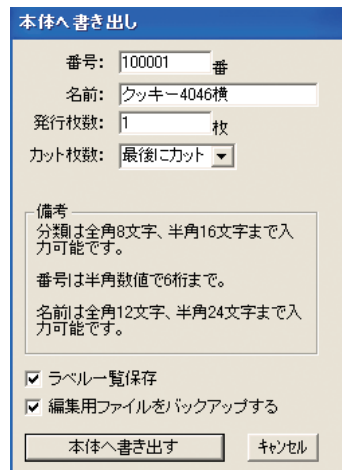 本体へ書き出し
番号: 100001 番
名前: クッキー4046横
発行枚数: 1 枚
カット枚数: 最後にカット
備考
分類は全角8文字、半角16文字まで入
力可能です。
番号は半角数値で6桁まで。
名前は全角12文字、半角24文字まで入
力可能です。
ラベル一覧保存
編集用ファイルをバックアップする
本体へ書き出す キャンセル